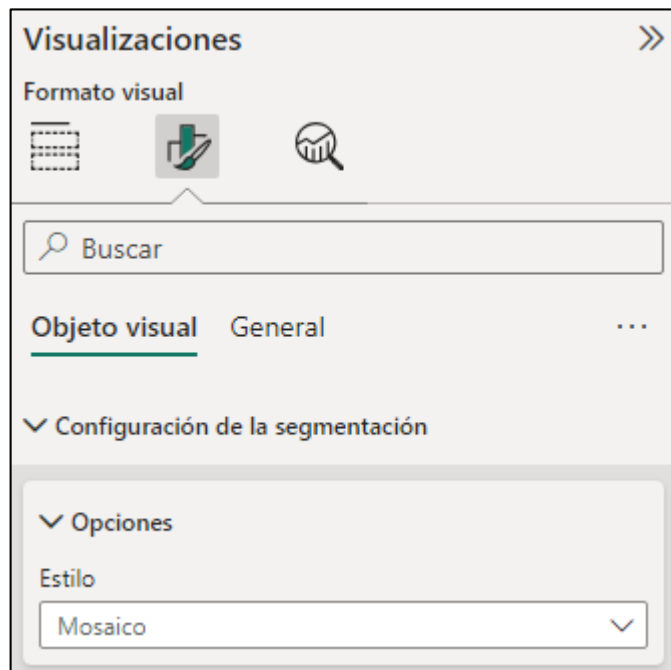 Visualizaciones
Formato visual
Buscar
Objeto visual General ...
Configuración de la segmentación
Opciones
Estilo
Mosaico